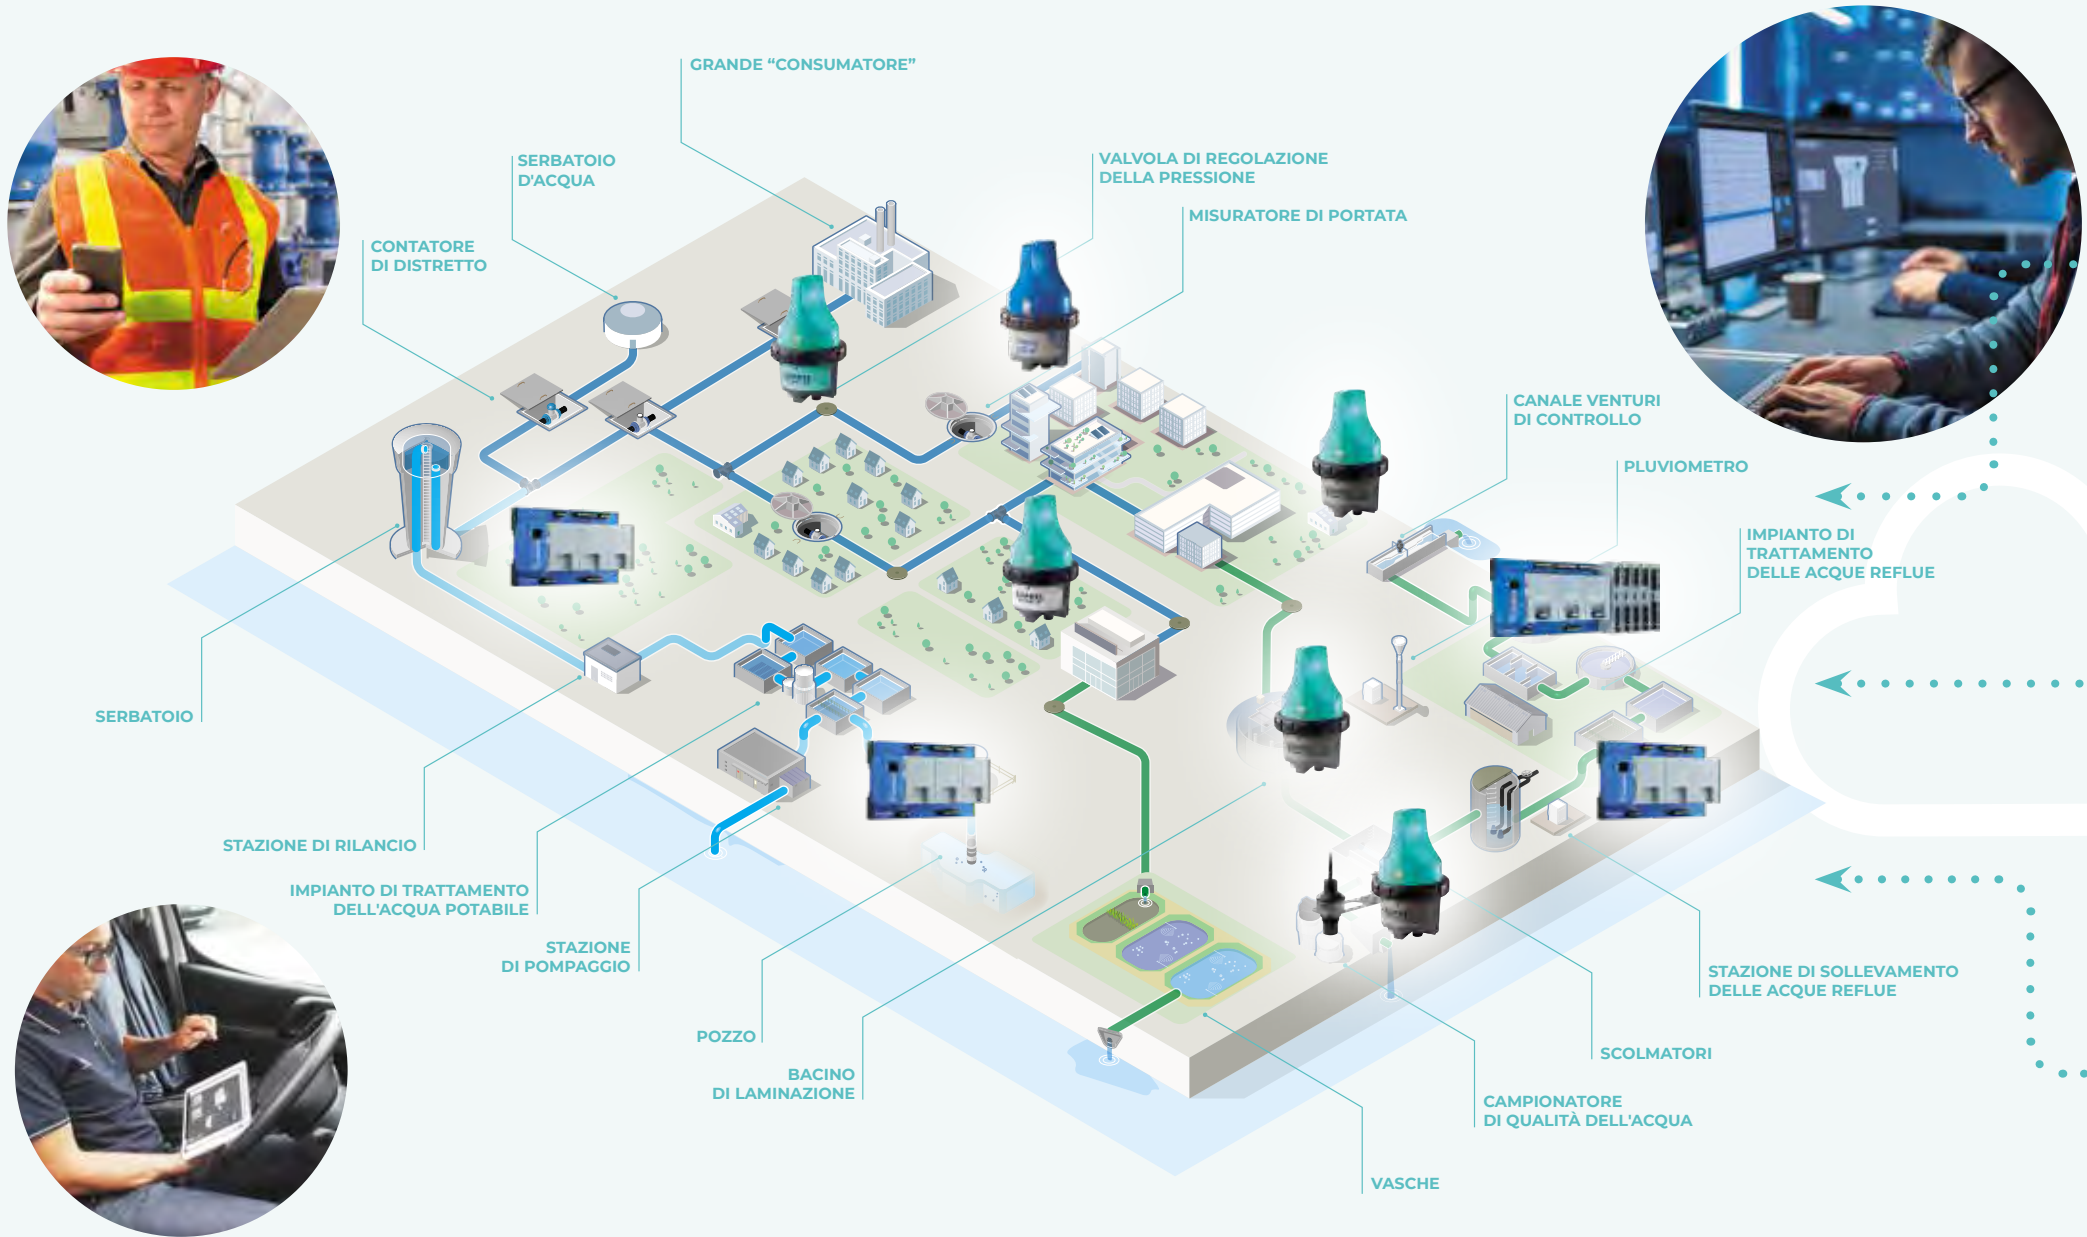 GRANDE “CONSUMATORE”
SERBATOIO
D'ACQUA
VALVOLA DI REGOLAZIONE
DELLA PRESSIONE
MISURATORE DI PORTATA
CONTATORE
DI DISTRETTO
CANALE VENTURI
DI CONTROLLO
PLUVIOMETRO
IMPIANTO DI
TRATTAMENTO
DELLE ACQUE REFLUE
SERBATOIO
STAZIONE DI RILANCIO
IMPIANTO DI TRATTAMENTO
DELL'ACQUA POTABILE
STAZIONE
DI POMPAGGIO
POZZO
BACINO
DI LAMINAZIONE
STAZIONE DI SOLLEVAMENTO
DELLE ACQUE REFLUE
SCOLMATORI
CAMPIONATORE
DI QUALITÀ DELL'ACQUA
VASCHE